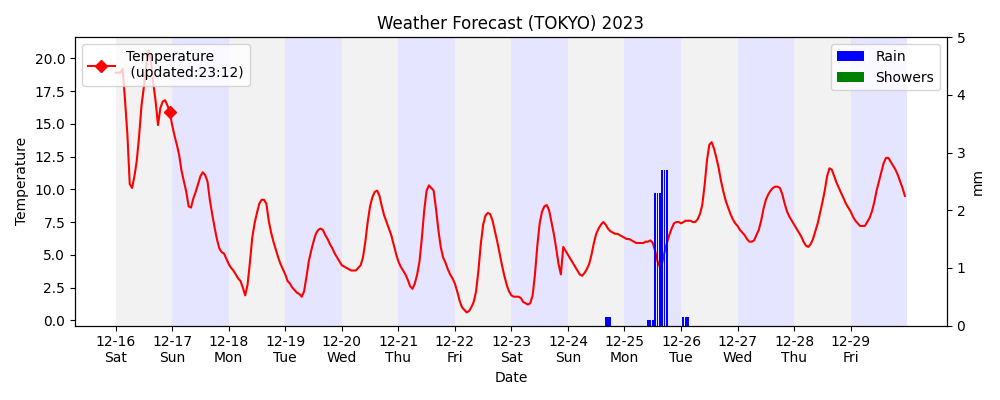 Weather Forecast (TOKYO) 2023
Temperature
(updated:23:12)
Rain
Showers
20.0
17.5
15.0
12.5
10.0
7.5
5.0
2.5
0.0
Temperature
5
4
3
2
1
0
mm
12-16 12-17 12-18 12-19 12-20 12-21 12-22 12-23 12-24 12-25 12-26 12-27 12-28 12-29
Sat Sun Mon Tue Wed Thu Fri Sat Sun Mon Tue Wed Thu Fri
Date